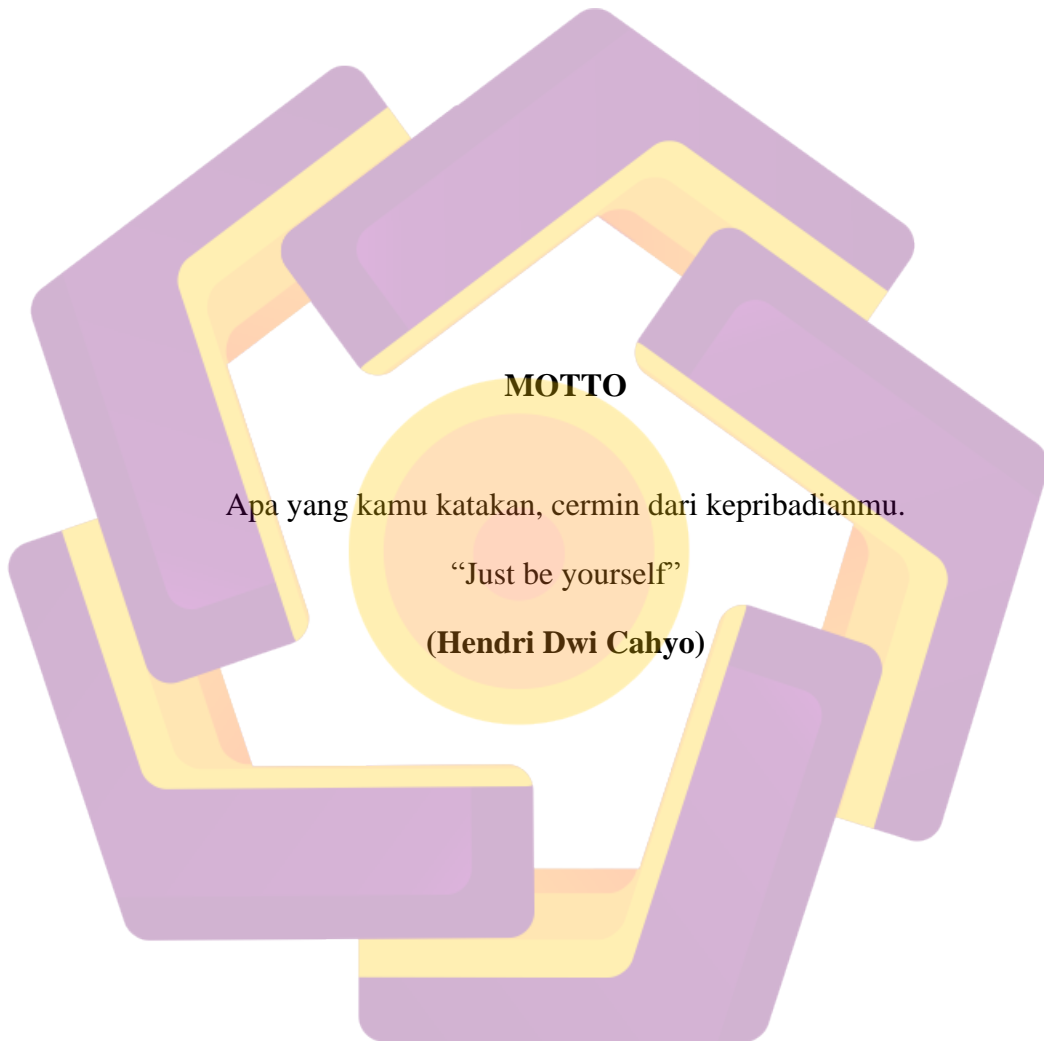 MOTTO
Apa yang kamu katakan, cermin dari kepribadianmu.
“Just be yourself”
(Hendri Dwi Cahyo)